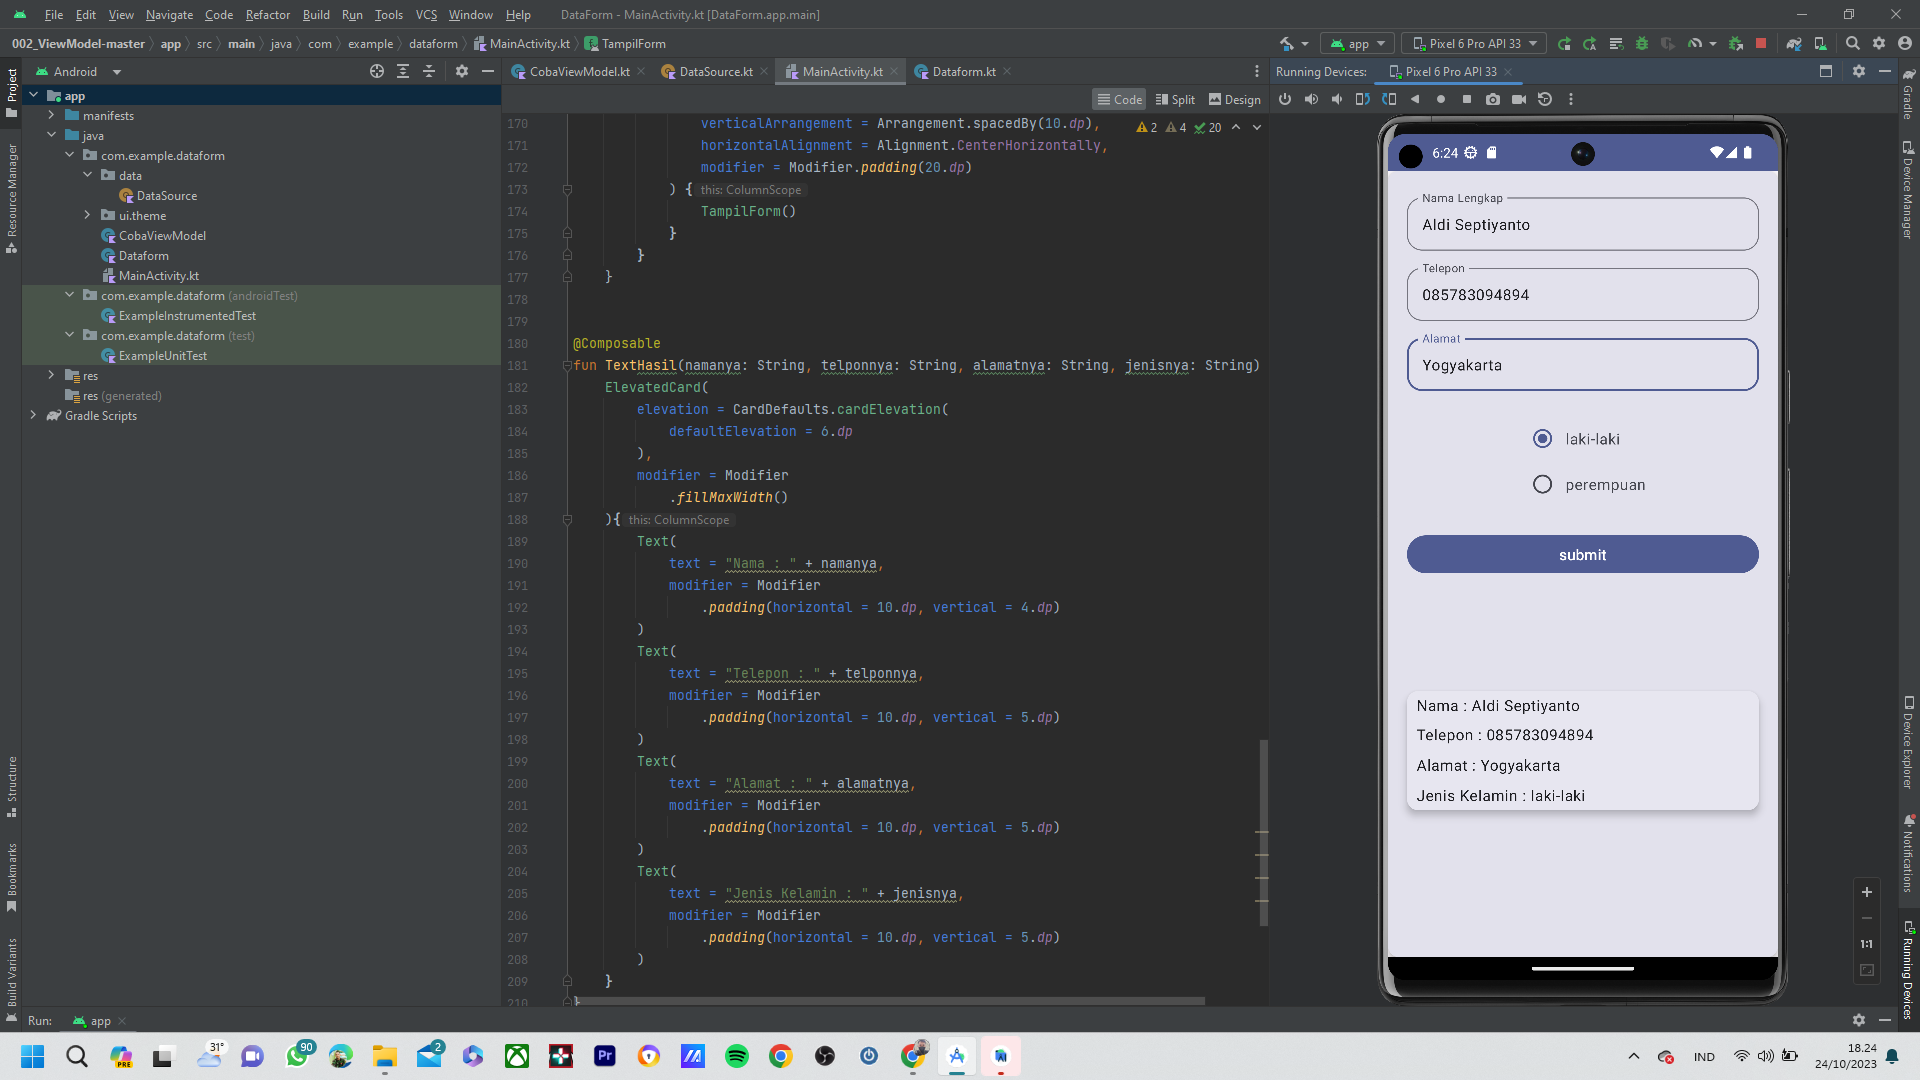 File Edit View Navigate Code Refactor Build Run Tools VCS Window Help DataForm - MainActivity.kt [DataForm.app.main]
002_ViewModel-master app src main java com example dataform MainActivity.kt TampilForm app Pixel 6 Pro API 33
Android
CobaViewModel.kt DataSource.kt MainActivity.kt Dataform.kt
Running Devices: Pixel 6 Pro API 33
Code Split Design
Project
Resource Manager
Structure
Bookmarks
Build Variants
app
manifests
java
com.example.dataform
data
DataSource
ui.theme
CobaViewModel
Dataform
MainActivity.kt
com.example.dataform (androidTest)
ExampleInstrumentedTest
com.example.dataform (test)
ExampleUnitTest
res
res (generated)
Gradle Scripts
2 4 20
170 verticalArrangement = Arrangement.spacedBy(10.dp),
171 horizontalAlignment = Alignment.CenterHorizontally,
172 modifier = Modifier.padding(20.dp)
173 ) { this: ColumnScope
174 TampilForm()
175 }
176 }
177 }
178
179
180 @Composable
181 fun TextHasil(namanya: String, telponnya: String, alamatnya: String, jenisnya: String)
182 ElevatedCard(
183 elevation = CardDefaults.cardElevation(
184 defaultElevation = 6.dp
185 ),
186 modifier = Modifier
187 .fillMaxWidth()
188 ){ this: ColumnScope
189 Text(
190 text = "Nama : " + namanya,
191 modifier = Modifier
192 .padding(horizontal = 10.dp, vertical = 4.dp)
193 )
194 Text(
195 text = "Telepon : " + telponnya,
196 modifier = Modifier
197 .padding(horizontal = 10.dp, vertical = 5.dp)
198 )
199 Text(
200 text = "Alamat : " + alamatnya,
201 modifier = Modifier
202 .padding(horizontal = 10.dp, vertical = 5.dp)
203 )
204 Text(
205 text = "Jenis Kelamin : " + jenisnya,
206 modifier = Modifier
207 .padding(horizontal = 10.dp, vertical = 5.dp)
208 )
209 }
210 }
6:24
Nama Lengkap
Aldi Septiyanto
Telepon
085783094894
Alamat
Yogyakarta
laki-laki
perempuan
submit
Nama : Aldi Septiyanto
Telepon : 085783094894
Alamat : Yogyakarta
Jenis Kelamin : laki-laki
1:1
Gradle
Device Manager
Device Explorer
Notifications
Running Devices
Run: app
PRE 31° 90 2 Pr IND 18.24
24/10/2023